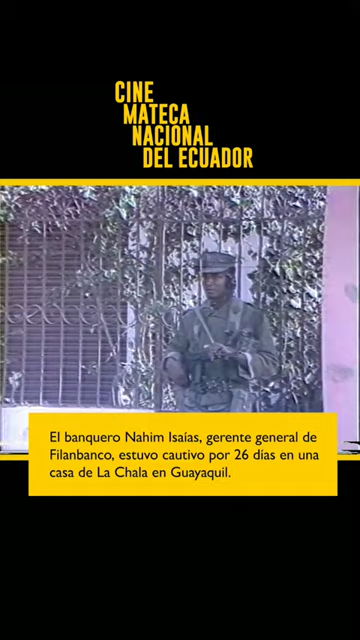 CINE
MATECA
NACIONAL
DEL ECUADOR
El banquero Nahim Isaías, gerente general de
Filanbanco, estuvo cautivo por 26 días en una
casa de La Chala en Guayaquil.